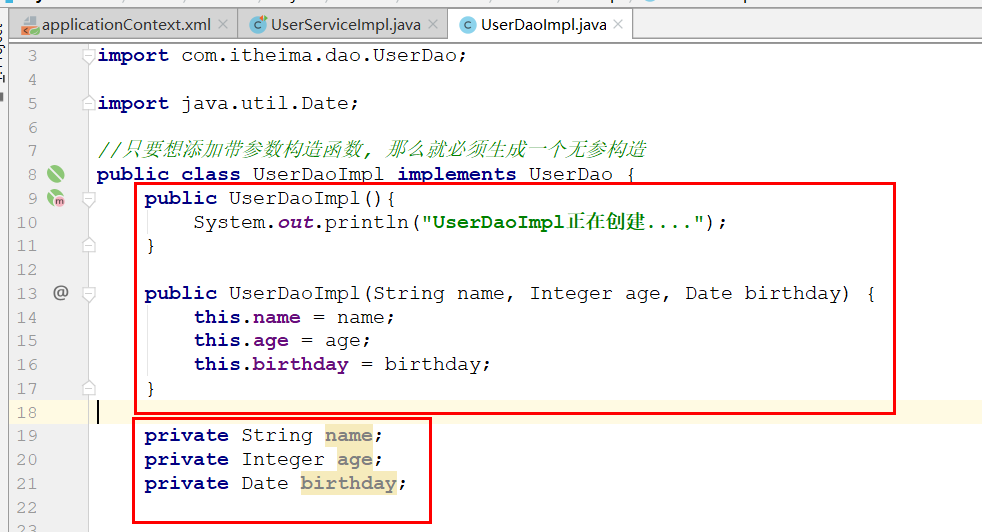 applicationContext.xml UserServiceImpl.java UserDaoImpl.java
3 import com.itheima.dao.UserDao;
4
5 import java.util.Date;
6
7 //只要想添加带参数构造函数, 那么就必须生成一个无参构造
8 public class UserDaoImpl implements UserDao {
9 public UserDaoImpl(){
10 System.out.println("UserDaoImpl正在创建....");
11 }
12
13 @ public UserDaoImpl(String name, Integer age, Date birthday) {
14 this.name = name;
15 this.age = age;
16 this.birthday = birthday;
17 }
18
19 private String name;
20 private Integer age;
21 private Date birthday;
22
23